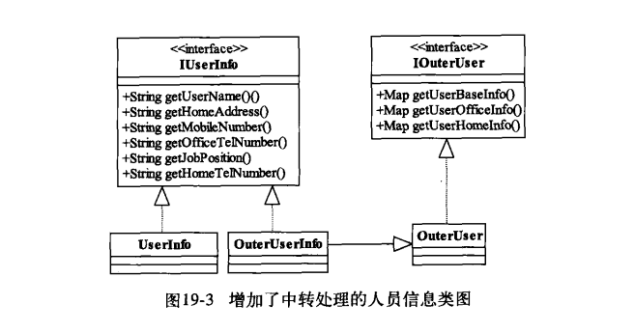 <<interface>>
IUserInfo
+String getUserName()()
+String getHomeAddress()
+String getMobileNumber()
+String getOfficeTelNumber()
+String getJobPosition()
+String getHomeTelNumber()
<<interface>>
IOuterUser
+Map getUserBaseInfo()
+Map getUserOfficeInfo()
+Map getUserHomeInfo()
UserInfo
OuterUserInfo
OuterUser
图19-3 增加了中转处理的人员信息类图